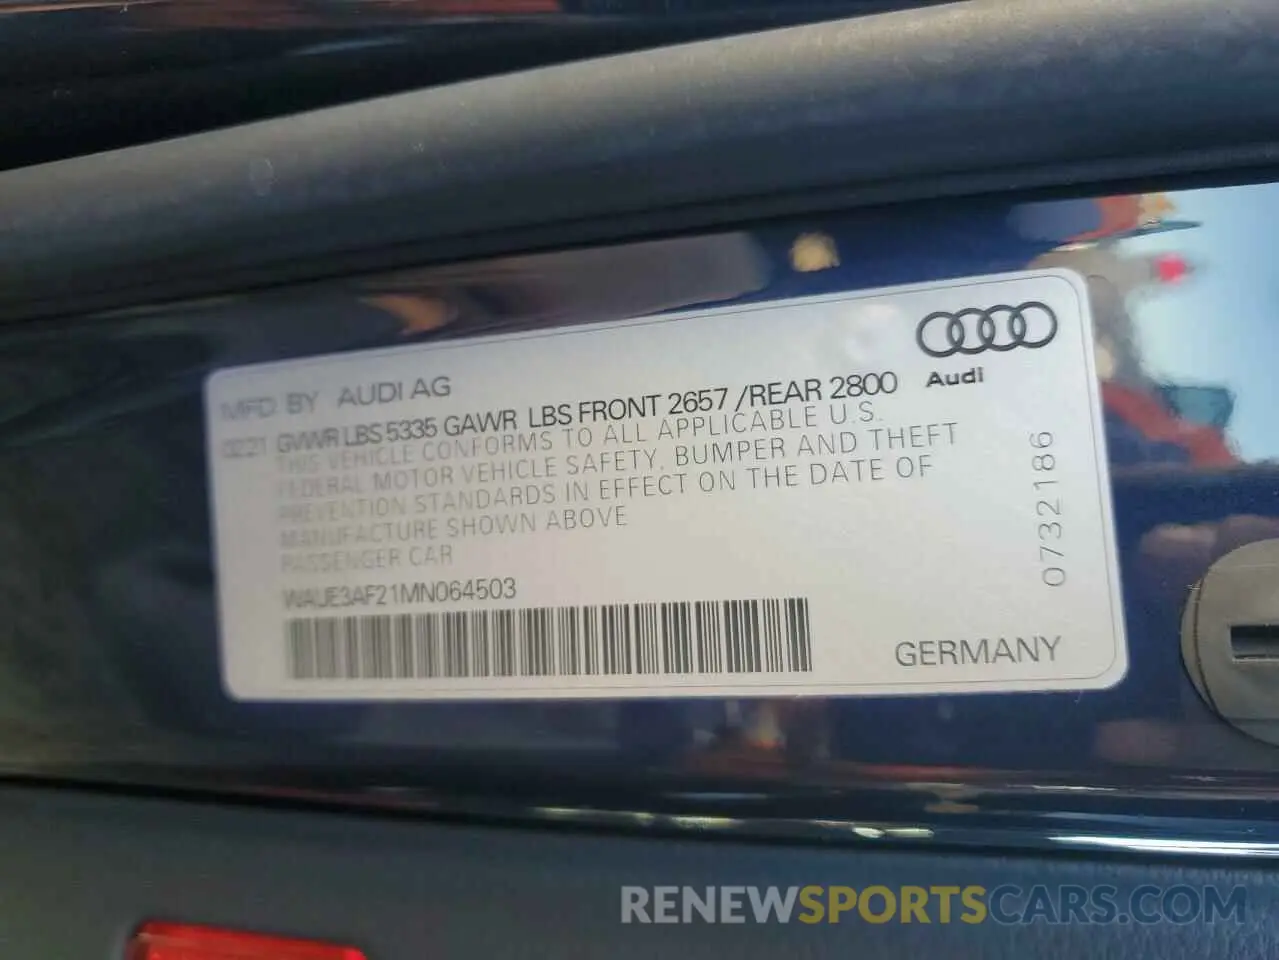 MFD. BY AUDI AG
02.21 GVWR LBS 5335 GAWR LBS FRONT 2657 /REAR 2800
THIS VEHICLE CONFORMS TO ALL APPLICABLE U.S.
FEDERAL MOTOR VEHICLE SAFETY, BUMPER AND THEFT
PREVENTION STANDARDS IN EFFECT ON THE DATE OF
MANUFACTURE SHOWN ABOVE
PASSENGER CAR
WAUE3AF21MN064503
Audi
0732186
GERMANY
RENEWSPORTSCARS.COM